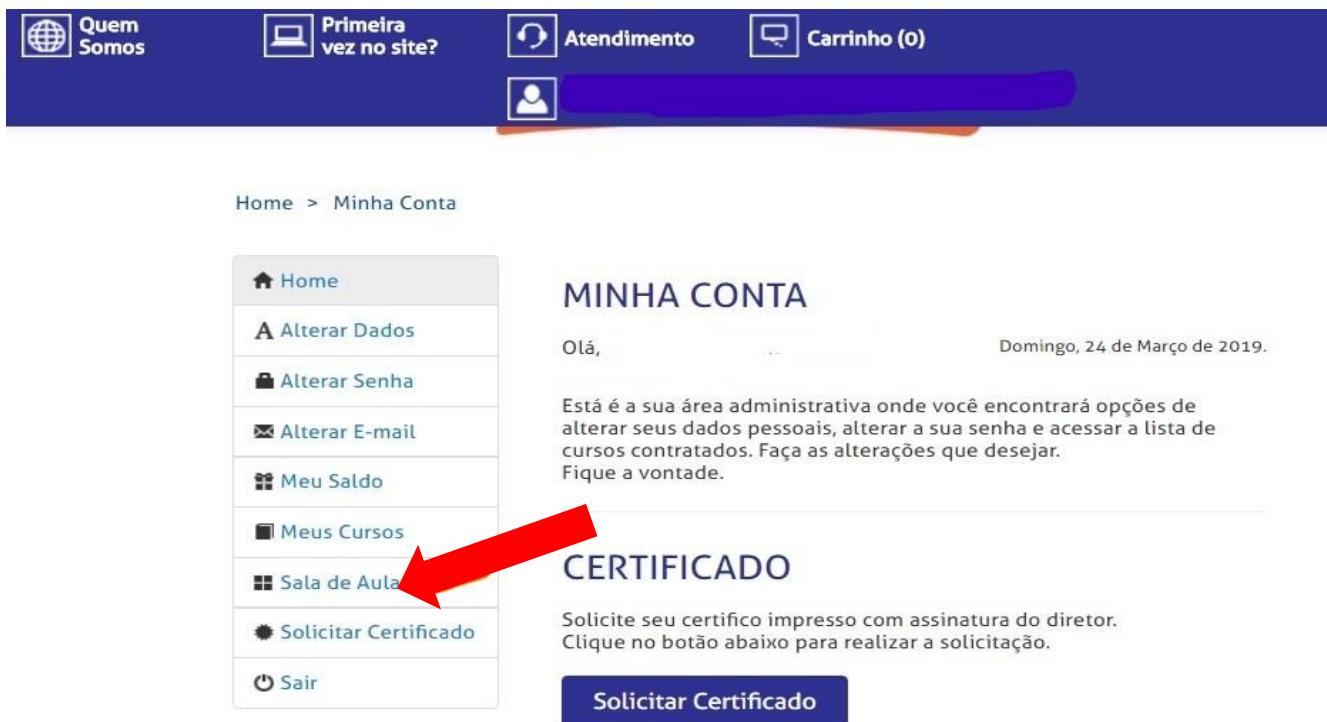 Quem
Somos
Primeira
vez no site?
Atendimento
Carrinho (0)
Home > Minha Conta
Home
Alterar Dados
Alterar Senha
Alterar E-mail
Meu Saldo
Meus Cursos
Sala de Aula
Solicitar Certificado
Sair
MINHA CONTA
Olá,
Domingo, 24 de Março de 2019.
Está é a sua área administrativa onde você encontrará opções de
alterar seus dados pessoais, alterar a sua senha e acessar a lista de
cursos contratados. Faça as alterações que desejar.
Fique a vontade.
CERTIFICADO
Solicite seu certifico impresso com assinatura do diretor.
Clique no botão abaixo para realizar a solicitação.
Solicitar Certificado